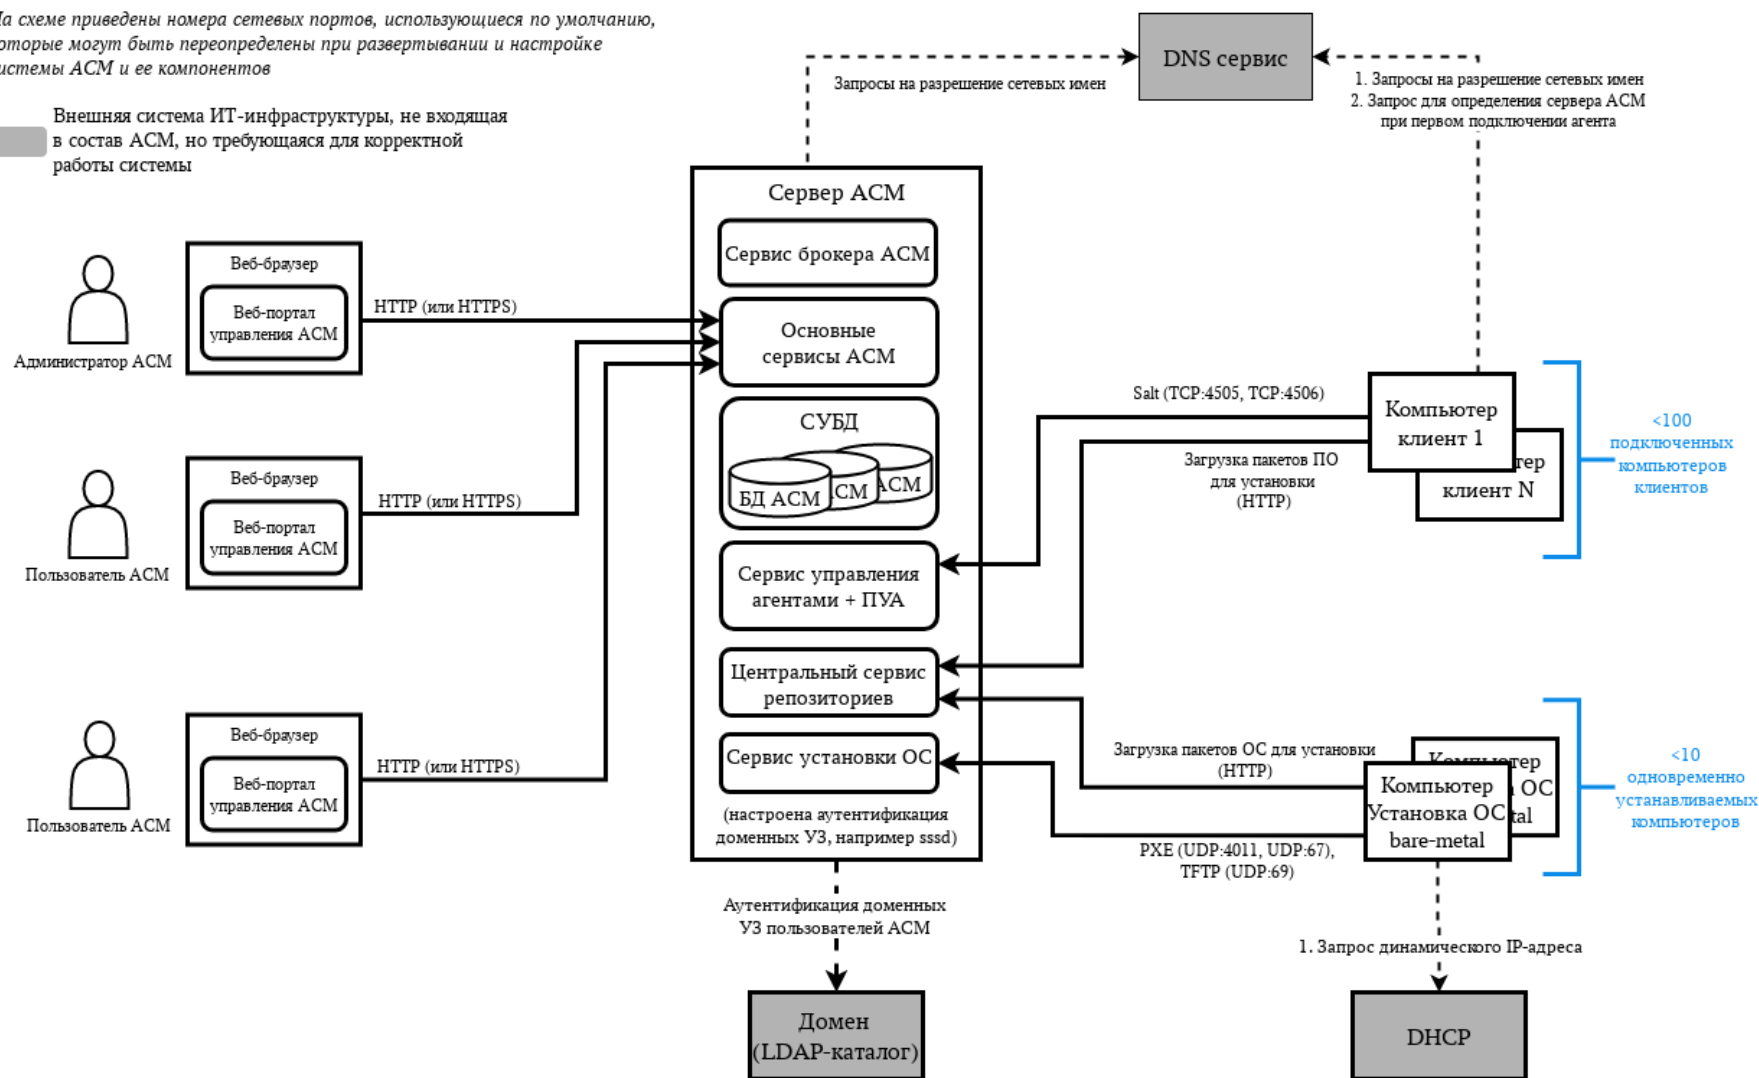 На схеме приведены номера сетевых портов, использующиеся по умолчанию,
которые могут быть переопределены при развертывании и настройке
системы АСМ и ее компонентов
Внешняя система ИТ-инфраструктуры, не входящая
в состав АСМ, но требующаяся для корректной
работы системы
DNS сервис
Запросы на разрешение сетевых имен
1. Запросы на разрешение сетевых имен
2. Запрос для определения сервера АСМ
при первом подключении агента
Сервер АСМ
Сервис брокера АСМ
Основные
сервисы АСМ
СУБД
БД АСМ
СМ
АСМ
Сервис управления
агентами + ПУА
Центральный сервис
репозиториев
Сервис установки ОС
(настроена аутентификация
доменных УЗ, например sssd)
Веб-браузер
Веб-портал
управления АСМ
Администратор АСМ
HTTP (или HTTPS)
Веб-браузер
Веб-портал
управления АСМ
Пользователь АСМ
HTTP (или HTTPS)
Веб-браузер
Веб-портал
управления АСМ
Пользователь АСМ
HTTP (или HTTPS)
Salt (TCP:4505, TCP:4506)
Загрузка пакетов ПО
для установки
(HTTP)
Компьютер
клиент 1
тер
клиент N
<100
подключенных
компьютеров
клиентов
Загрузка пакетов ОС для установки
(HTTP)
PXE (UDP:4011, UDP:67),
TFTP (UDP:69)
Компьютер
Установка ОС
bare-metal
ОС
tal
<10
одновременно
устанавливаемых
компьютеров
Аутентификация доменных
УЗ пользователей АСМ
Домен
(LDAP-каталог)
1. Запрос динамического IP-адреса
DHCP